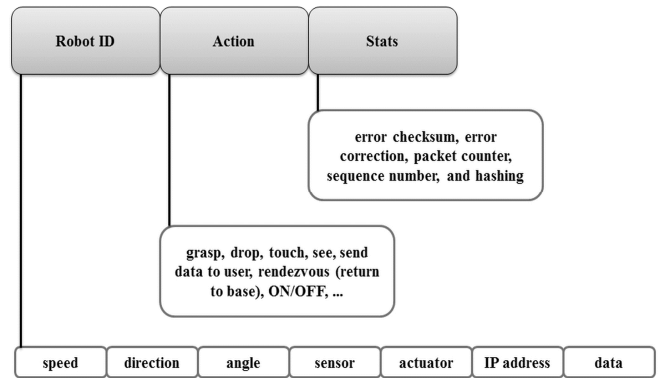 Robot ID Action Stats
error checksum, error
correction, packet counter,
sequence number, and hashing
grasp, drop, touch, see, send
data to user, rendezvous (return
to base), ON/OFF, ...
speed direction angle sensor actuator IP address data